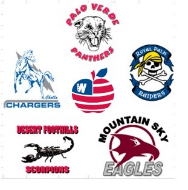 PALO VERDE
PANTHERS
Royal Palm
RAIDERS
CHARGERS
W
DESERT FOOTHILLS
SCORPIONS
MOUNTAIN SKY
EAGLES